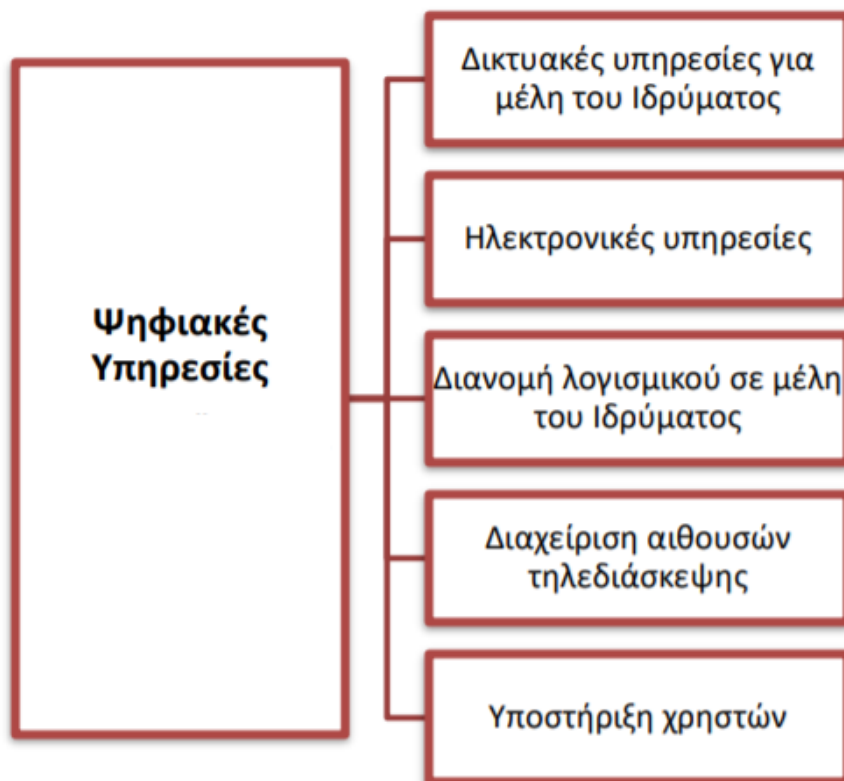 Ψηφιακές
Υπηρεσίες
Δικτυακές υπηρεσίες για
μέλη του Ιδρύματος
Ηλεκτρονικές υπηρεσίες
Διανομή λογισμικού σε μέλη
του Ιδρύματος
Διαχείριση αιθουσών
τηλεδιάσκεψης
Υποστήριξη χρηστών